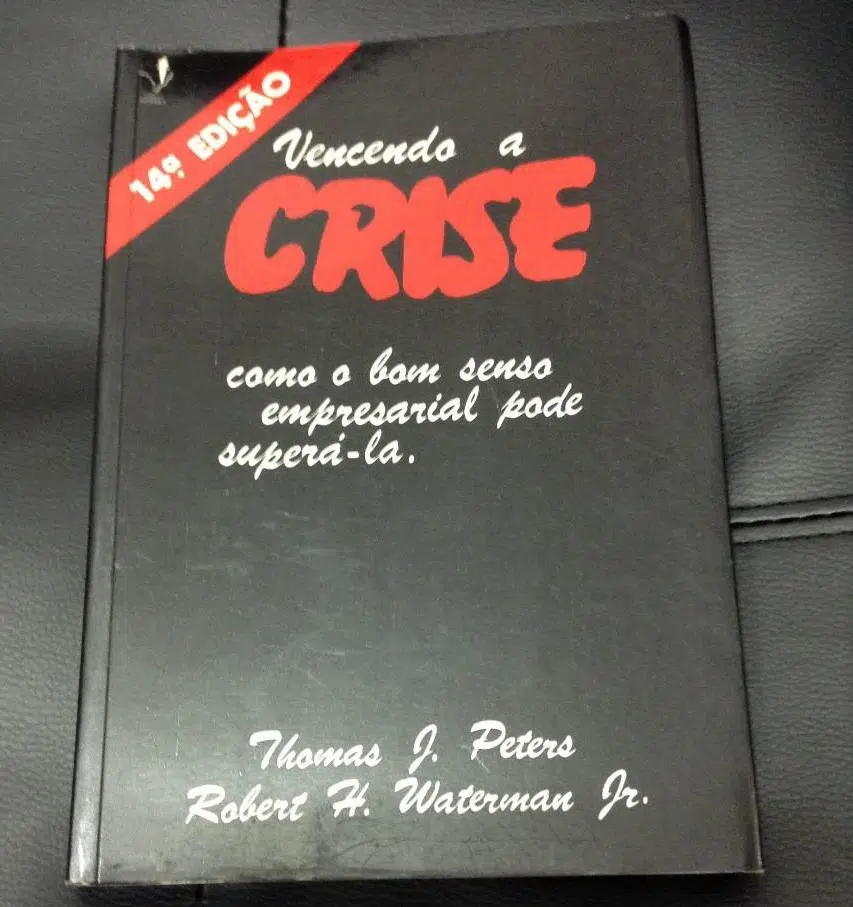 14ª. EDIÇÃO
Vencendo a
CRISE
como o bom senso
empresarial pode
superá-la.
Thomas J. Peters
Robert H. Waterman Jr.